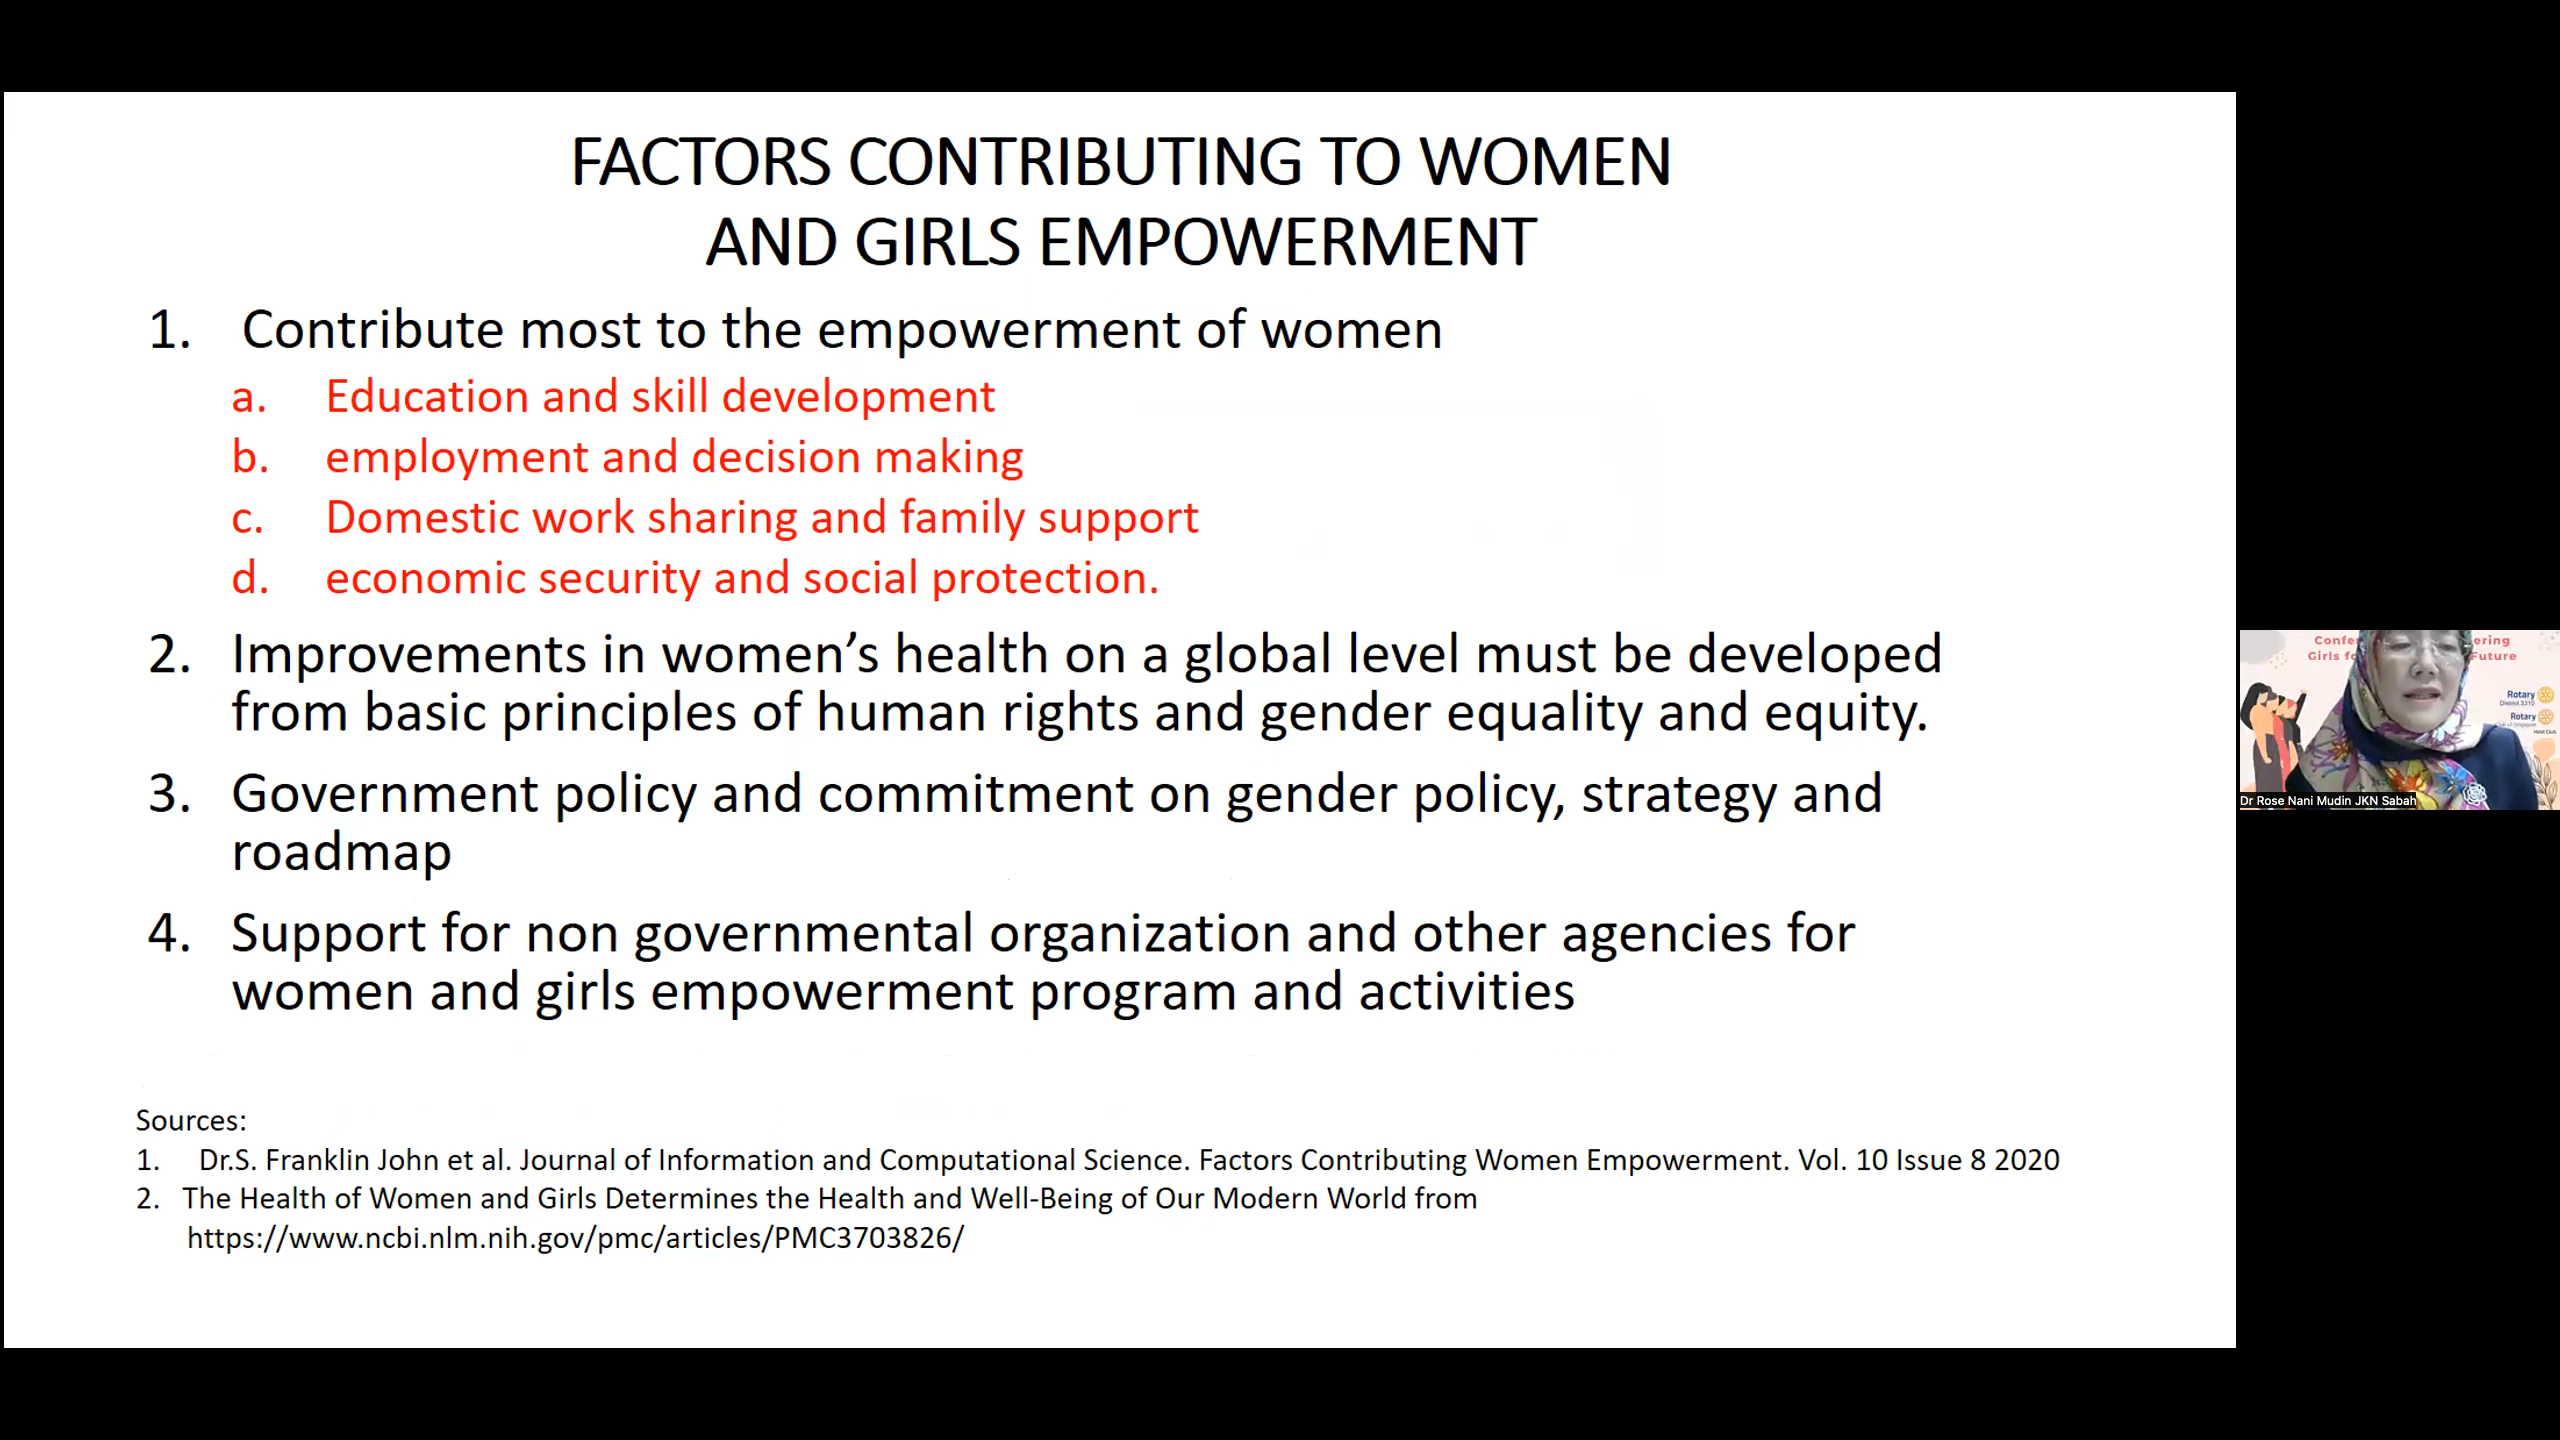 FACTORS CONTRIBUTING TO WOMEN
AND GIRLS EMPOWERMENT
1. Contribute most to the empowerment of women
a. Education and skill development
b. employment and decision making
c. Domestic work sharing and family support
d. economic security and social protection.
2. Improvements in women’s health on a global level must be developed
from basic principles of human rights and gender equality and equity.
3. Government policy and commitment on gender policy, strategy and
roadmap
4. Support for non governmental organization and other agencies for
women and girls empowerment program and activities
Sources:
1. Dr.S. Franklin John et al. Journal of Information and Computational Science. Factors Contributing Women Empowerment. Vol. 10 Issue 8 2020
2. The Health of Women and Girls Determines the Health and Well-Being of Our Modern World from
https://www.ncbi.nlm.nih.gov/pmc/articles/PMC3703826/
Girls
Future
Rotary
District 3310
Rotary
Dr Rose Nani Mudin JKN Sabah